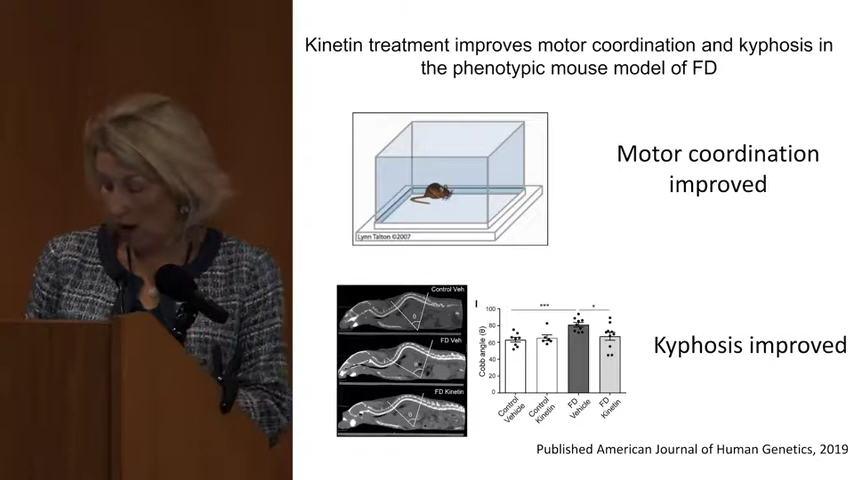 Kinetin treatment improves motor coordination and kyphosis in
the phenotypic mouse model of FD
Motor coordination
improved
Lynn Talton ©2007
Control Veh
θ
FD Veh
θ
FD Kinetin
θ
I
***
*
Cobb angle (θ)
100
80
60
40
20
0
Control
Vehicle
Control
Kinetin
FD
Vehicle
FD
Kinetin
Kyphosis improved
Published American Journal of Human Genetics, 2019